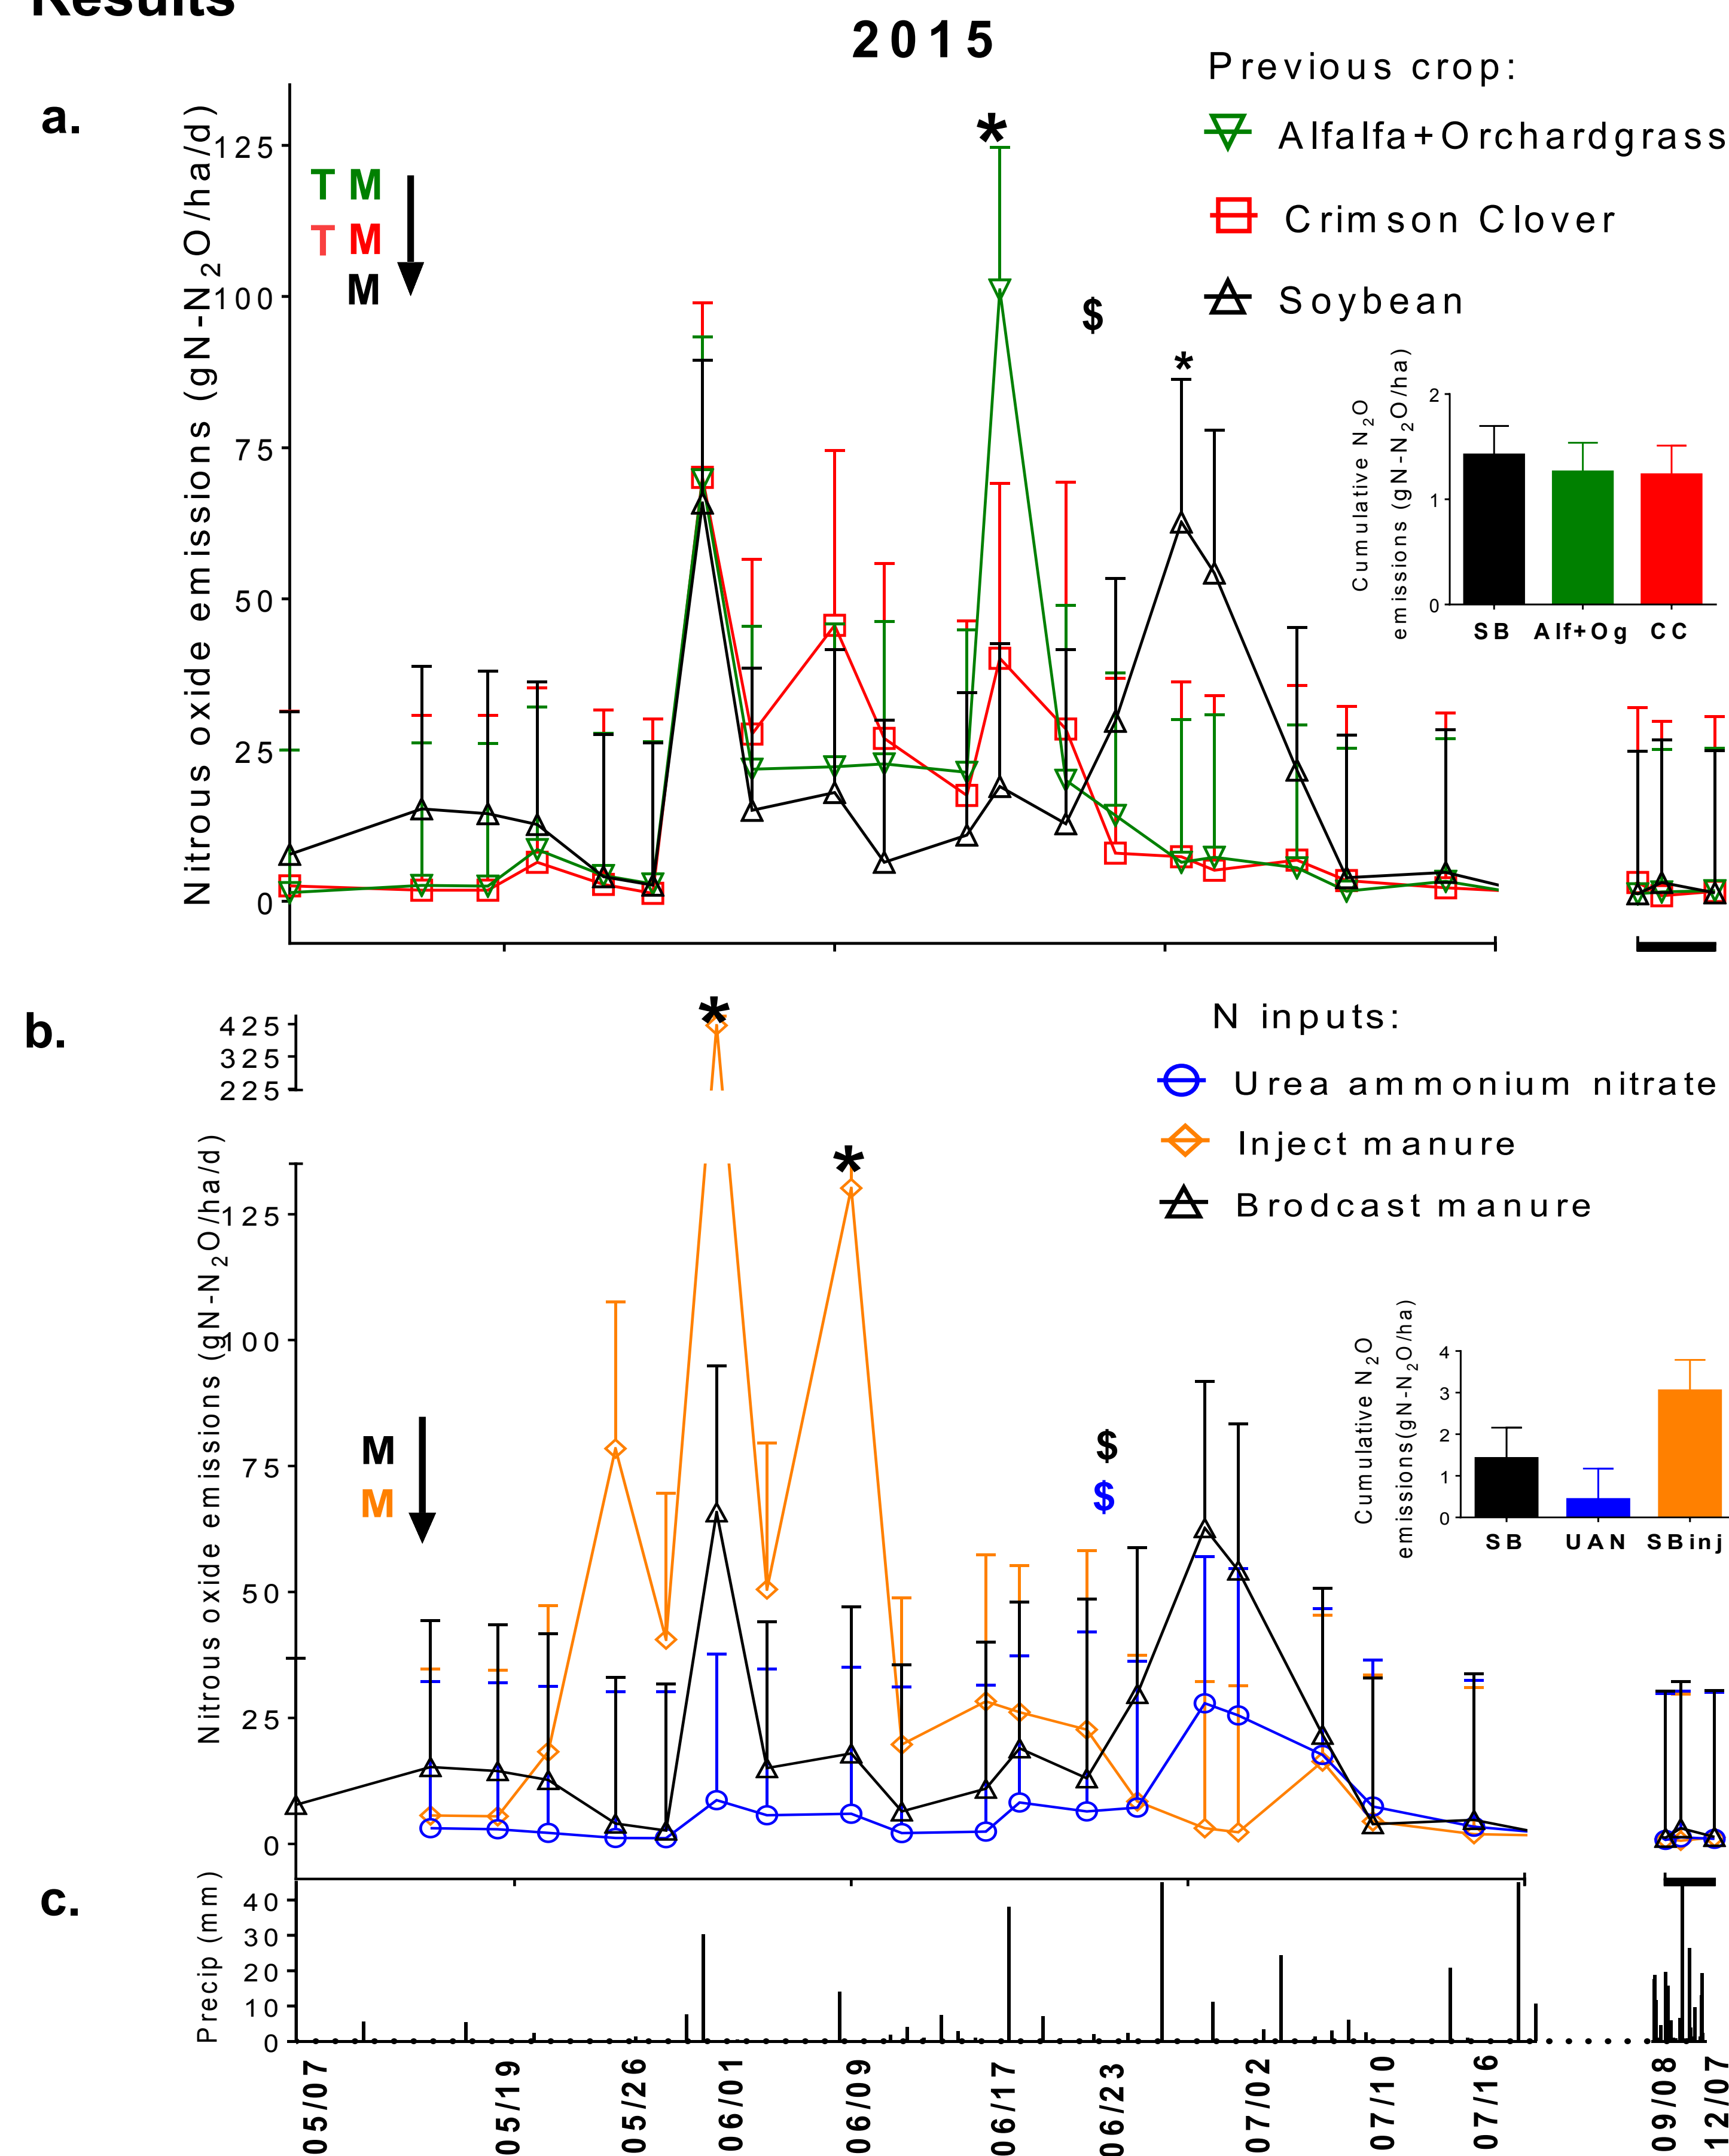 Results
2015
Previous crop:
Alfalfa+Orchardgrass
Crimson Clover
Soybean
a.
Nitrous oxide emissions (gN-N2O/ha/d)
125
100
75
50
25
0
T M
T M
M
*
$
*
Cumulative N2O
emissions (gN-N2O/ha)
2
1
0
SB Alf+Og CC
b.
N inputs:
Urea ammonium nitrate
Inject manure
Brodcast manure
425
325
225
Nitrous oxide emissions (gN-N2O/ha/d)
125
100
75
50
25
0
*
*
M
M
$
$
Cumulative N2O
emissions(gN-N2O/ha)
4
3
2
1
0
SB UAN SBinj
c.
Precip (mm)
40
30
20
10
0
05/07
05/19
05/26
06/01
06/09
06/17
06/23
07/02
07/10
07/16
09/08
12/07